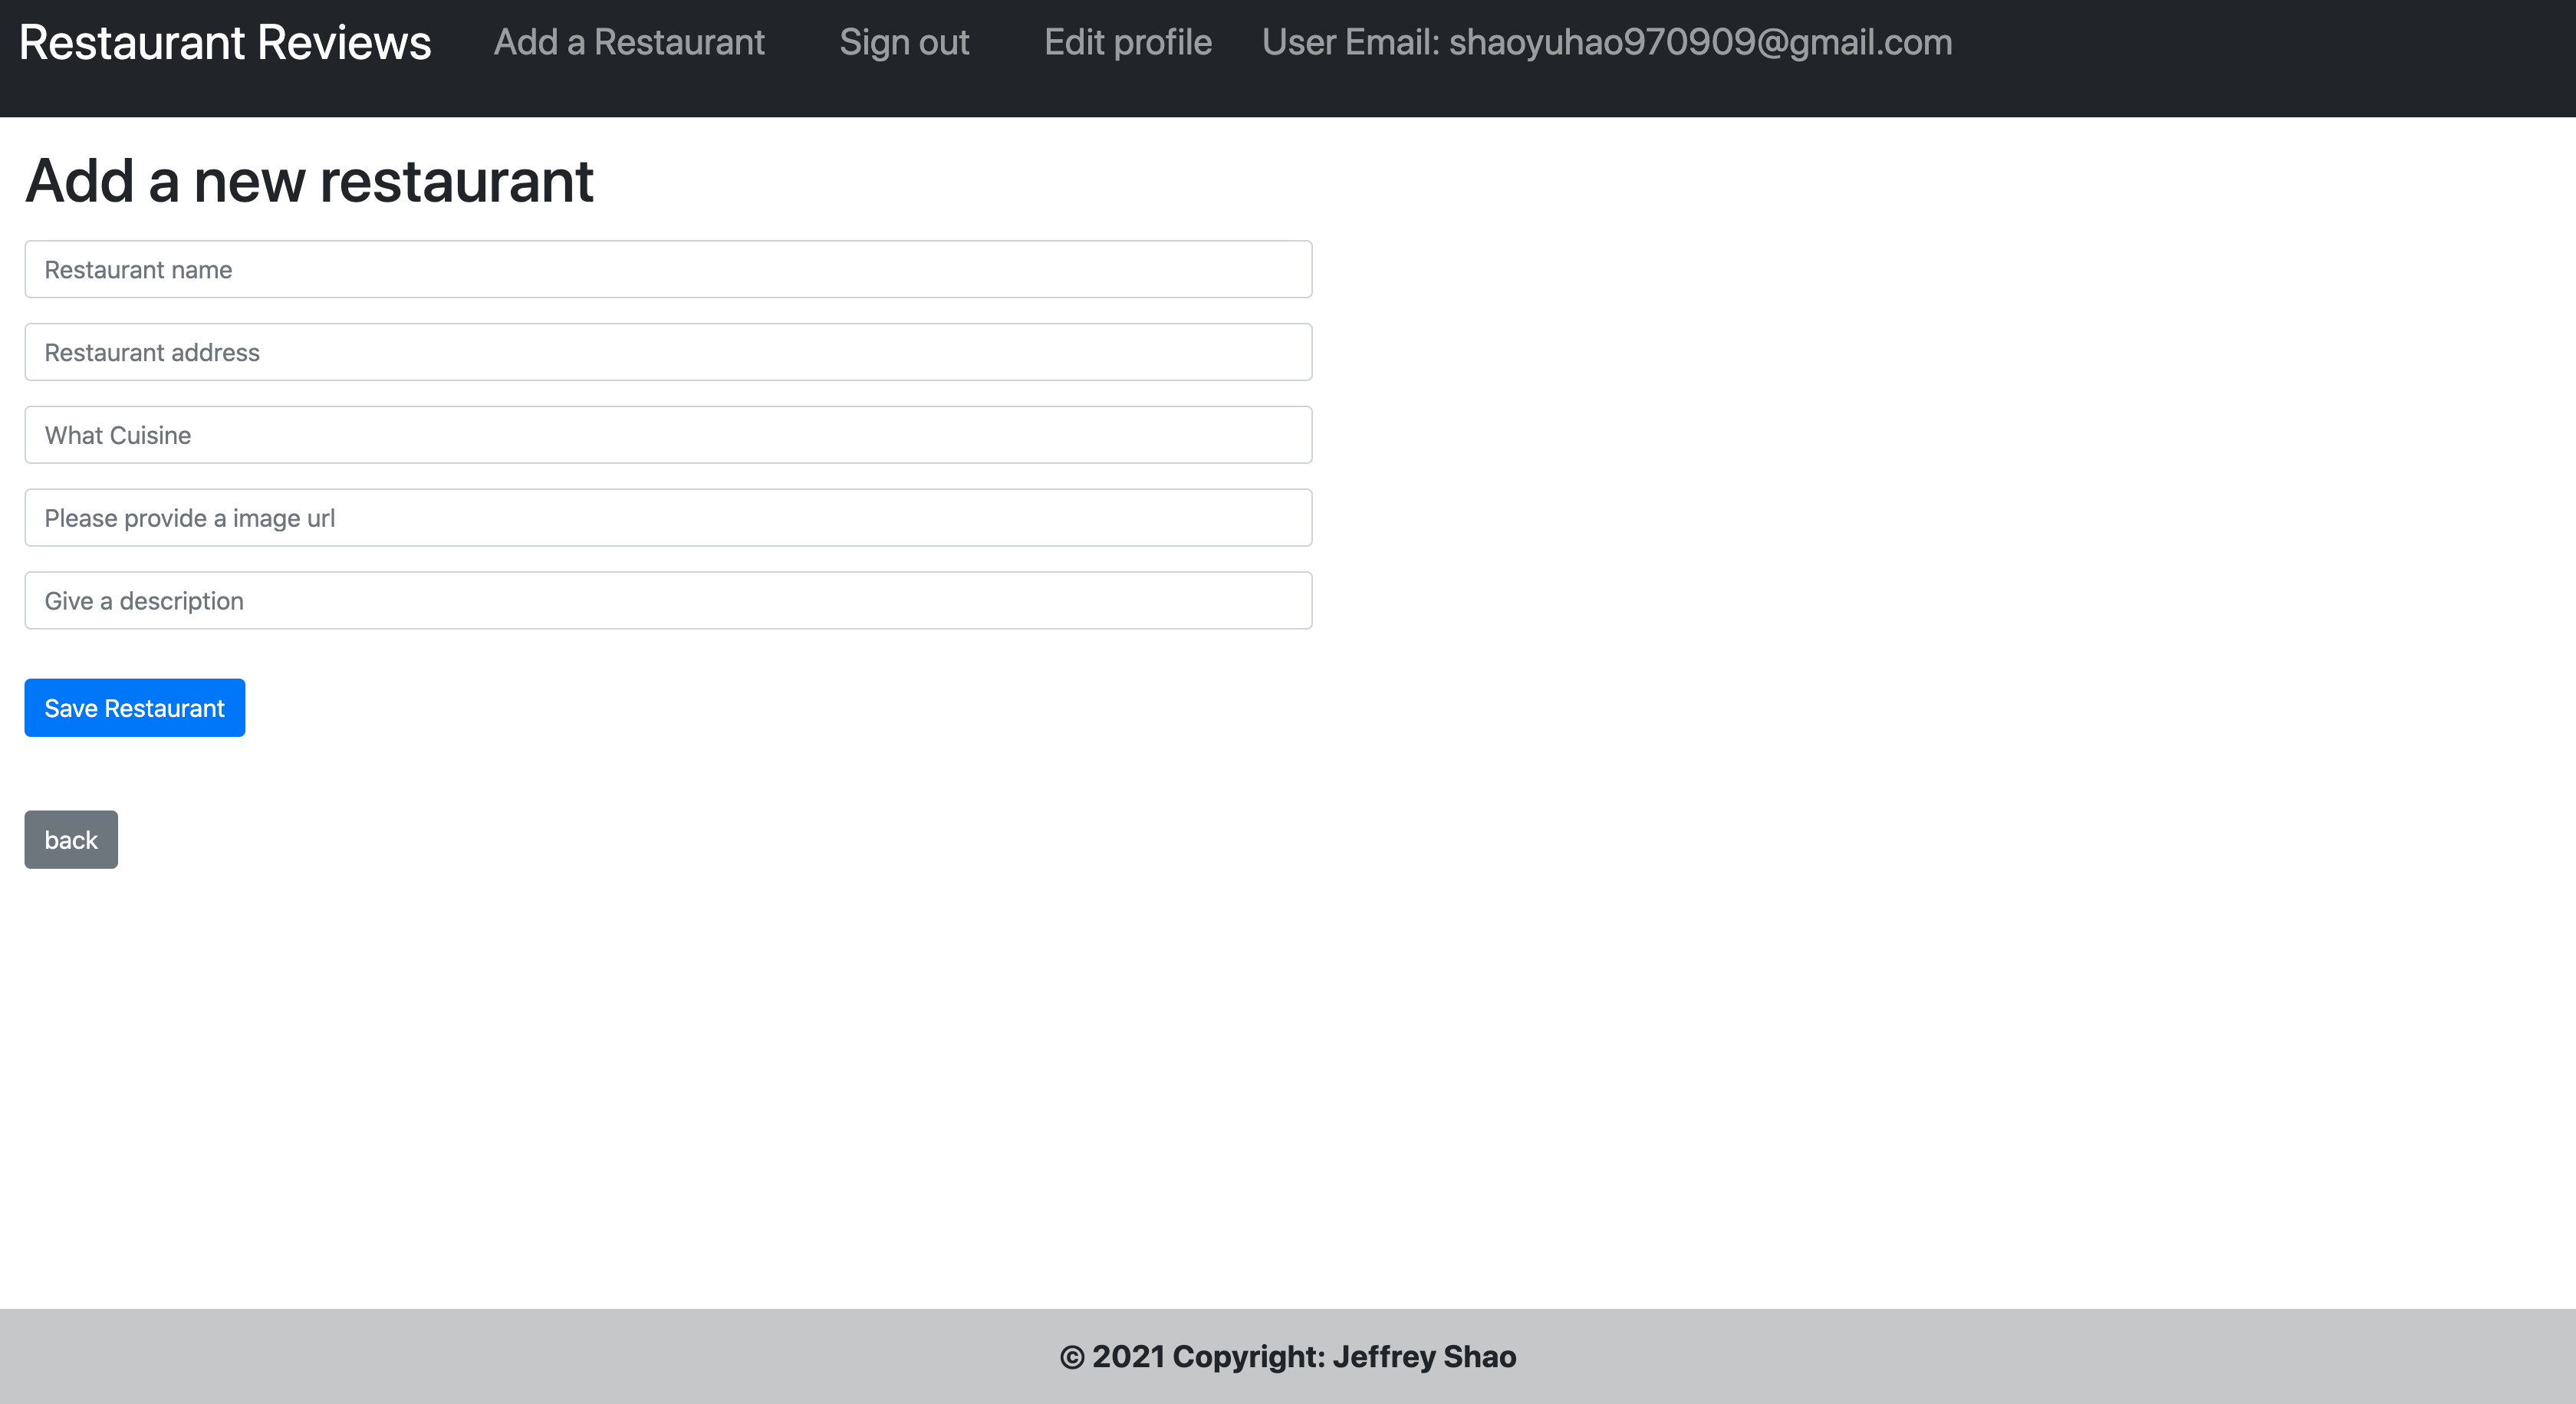 Restaurant Reviews Add a Restaurant Sign out Edit profile User Email: shaoyuhao970909@gmail.com
Add a new restaurant
Restaurant name
Restaurant address
What Cuisine
Please provide a image url
Give a description
Save Restaurant
back
© 2021 Copyright: Jeffrey Shao